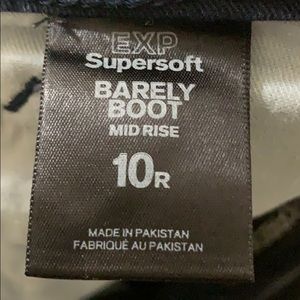 EXP
Supersoft
BARELY
BOOT
MID RISE
10R
MADE IN PAKISTAN
FABRIQUÉ AU PAKISTAN